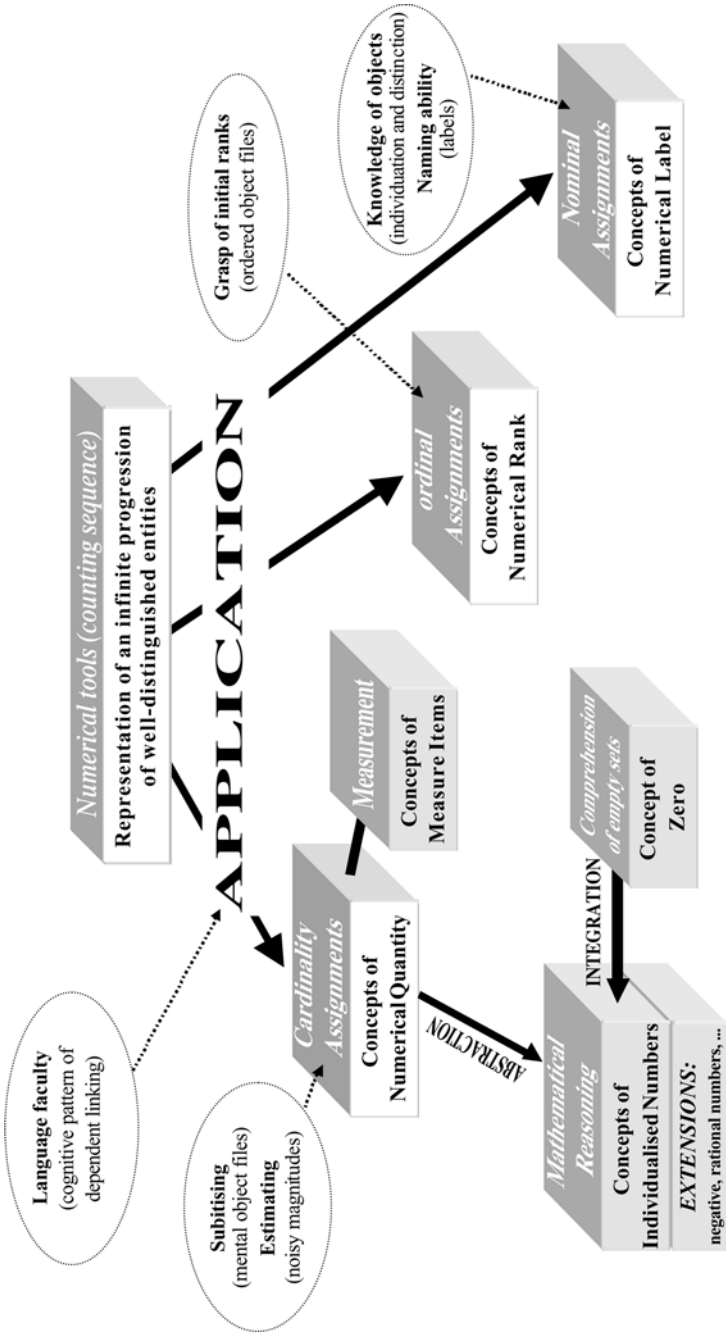 Language faculty
(cognitive pattern of
dependent linking)
Numerical tools (counting sequence)
Representation of an infinite progression
of well-distinguished entities
Grasp of initial ranks
(ordered object files)
Knowledge of objects
(individuation and distinction)
Naming ability
(labels)
APPLICATION
Subitising
(mental object files)
Estimating
(noisy magnitudes)
Cardinality
Assignments
Concepts of
Numerical Quantity
Measurement
Concepts of
Measure Items
ordinal
Assignments
Concepts of
Numerical Rank
Nominal
Assignments
Concepts of
Numerical Label
ABSTRACTION
Mathematical
Reasoning
Concepts of
Individualised Numbers
EXTENSIONS:
negative, rational numbers, ...
INTEGRATION
Comprehension
of empty sets
Concept of
Zero